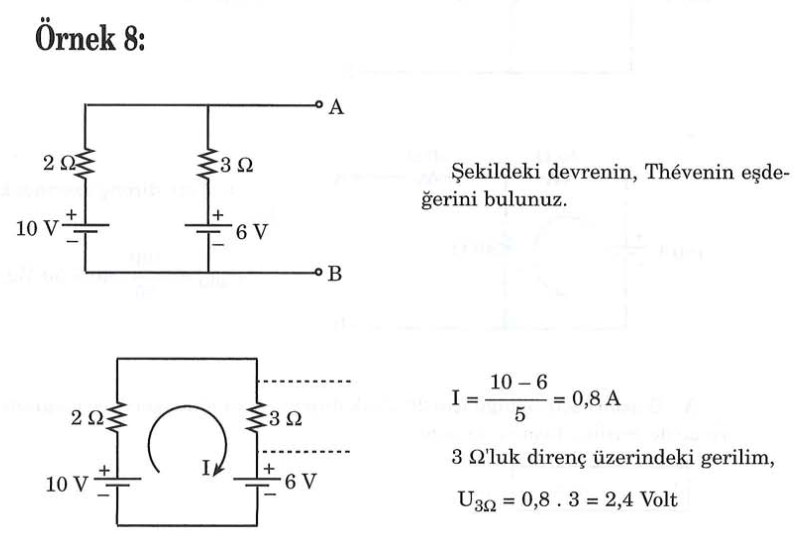 Örnek 8:
A
2 Ω
3 Ω
Şekildeki devrenin, Thévenin eşde-
ğerini bulunuz.
+
+
10 V
6 V
–
–
B
I = 10 – 6 / 5 = 0,8 A
2 Ω
3 Ω
3 Ω'luk direnç üzerindeki gerilim,
I
+
+
10 V
6 V
–
–
U3Ω = 0,8 . 3 = 2,4 Volt